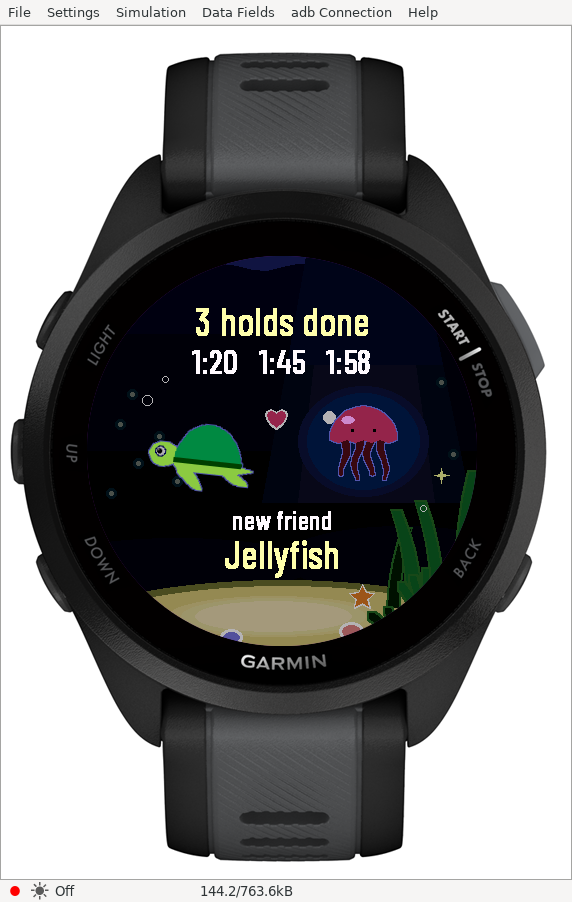 File Settings Simulation Data Fields adb Connection Help
3 holds done
1:20 1:45 1:58
LIGHT
START
STOP
UP
new friend
Jellyfish
DOWN
BACK
GARMIN
Off 144.2/763.6kB